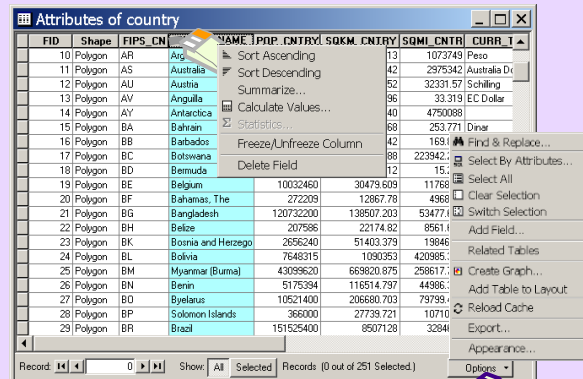 Attributes of country
FID Shape FIPS_CN NAME POP_CNTRY SQKM_CNTRY SQMI_CNTR CURR_T
10 Polygon AR Arg 13 1073749 Peso
11 Polygon AS Australia 42 2975342 Australia Do
12 Polygon AU Austria 52 32331.57 Schilling
13 Polygon AV Anguilla 96 33.319 EC Dollar
14 Polygon AY Antarctica 40 4750088
15 Polygon BA Bahrain 68 253.771 Dinar
16 Polygon BB Barbados 42 169.
17 Polygon BC Botswana 88 223942.
18 Polygon BD Bermuda 12 15.
19 Polygon BE Belgium 10032460 30479.609 11768
20 Polygon BF Bahamas, The 272209 12867.78 4968
21 Polygon BG Bangladesh 120732200 138507.203 53477.
22 Polygon BH Belize 207586 22174.82 8561.
23 Polygon BK Bosnia and Herzego 2656240 51403.379 19846
24 Polygon BL Bolivia 7648315 1090353 420985.
25 Polygon BM Myanmar (Burma) 43099620 669820.875 258617.
26 Polygon BN Benin 5175394 116514.797 44986.
27 Polygon BO Byelarus 10521400 206680.703 79799.
28 Polygon BP Solomon Islands 366000 27739.721 10710
29 Polygon BR Brazil 151525400 8507128 32846
Sort Ascending
Sort Descending
Summarize...
Calculate Values...
Σ Statistics...
Freeze/Unfreeze Column
Delete Field
Find & Replace...
Select By Attributes...
Select All
Clear Selection
Switch Selection
Add Field...
Related Tables
Create Graph...
Add Table to Layout
Reload Cache
Export...
Appearance...
Record: 0 Show: All Selected Records (0 out of 251 Selected.) Options